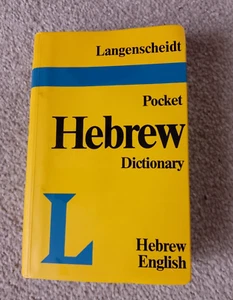 Langenscheidt
Pocket
Hebrew
Dictionary
L
Hebrew
English